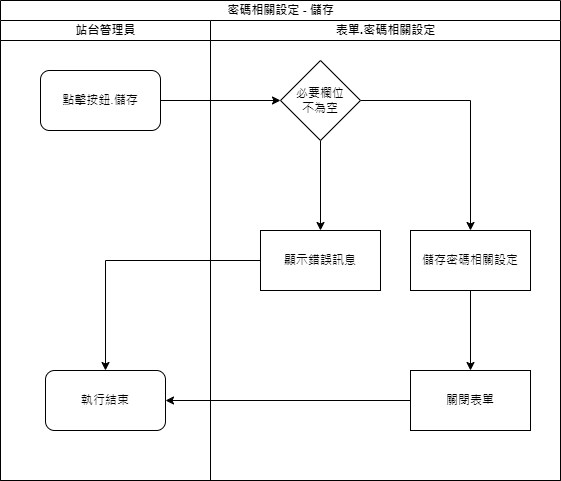 密碼相關設定 - 儲存
站台管理員
表單.密碼相關設定
點擊按鈕.儲存
必要欄位
不為空
顯示錯誤訊息
儲存密碼相關設定
執行結束
關閉表單